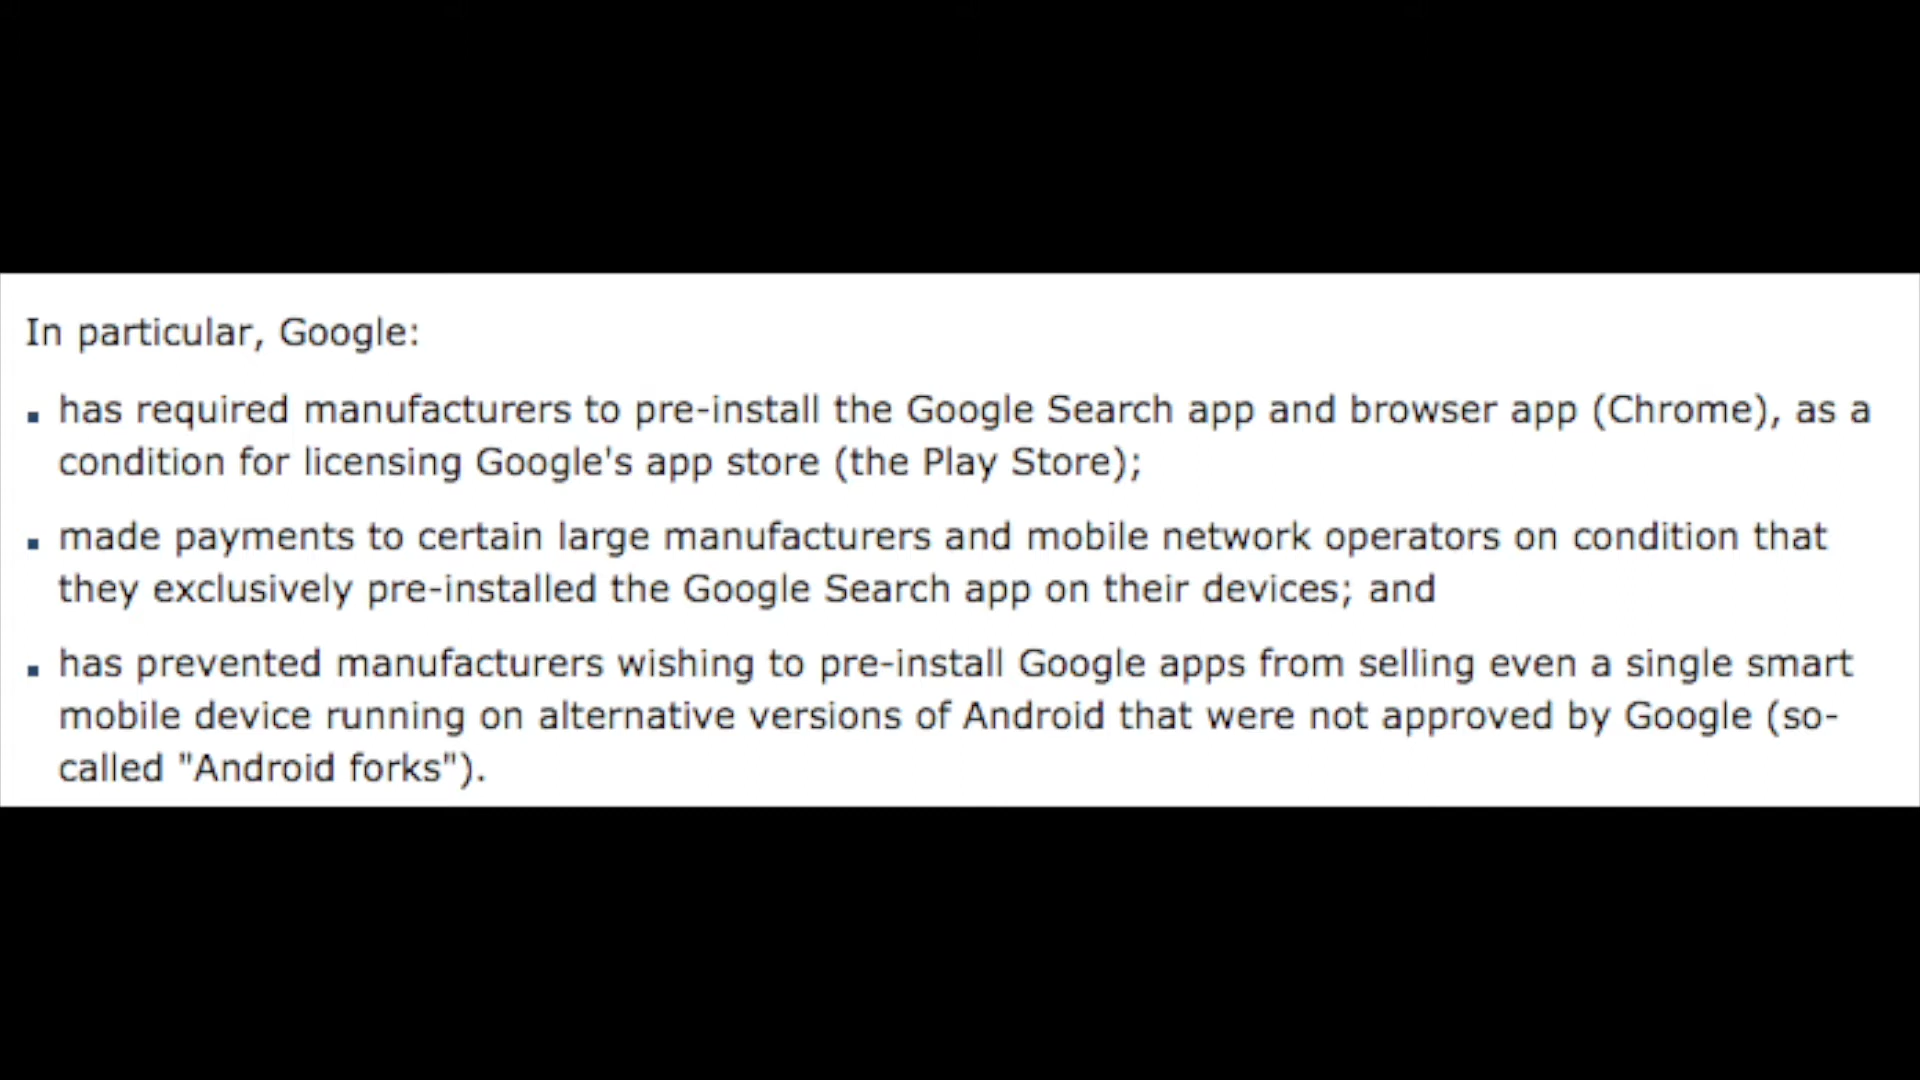 In particular, Google:
▪ has required manufacturers to pre-install the Google Search app and browser app (Chrome), as a
condition for licensing Google's app store (the Play Store);
▪ made payments to certain large manufacturers and mobile network operators on condition that
they exclusively pre-installed the Google Search app on their devices; and
▪ has prevented manufacturers wishing to pre-install Google apps from selling even a single smart
mobile device running on alternative versions of Android that were not approved by Google (so-
called "Android forks").